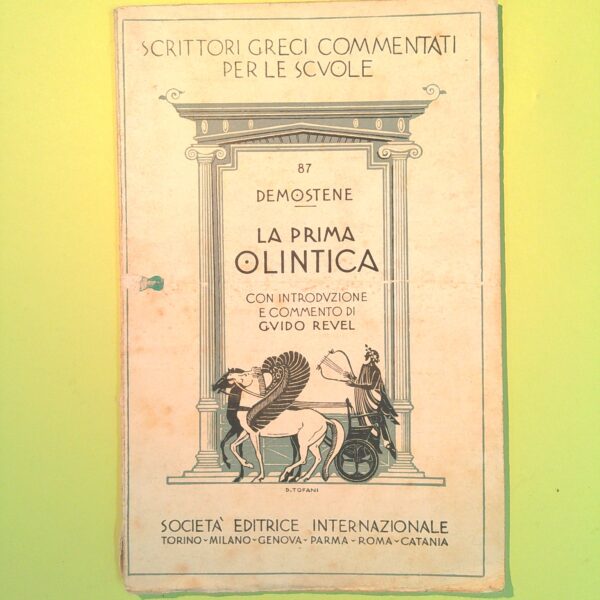 SCRITTORI GRECI COMMENTATI
PER LE SCVOLE
87
DEMOSTENE
LA PRIMA
OLINTICA
CON INTRODVZIONE
E COMMENTO DI
GVIDO REVEL
D. TOFANI
SOCIETÀ EDITRICE INTERNAZIONALE
TORINO - MILANO - GENOVA - PARMA - ROMA - CATANIA